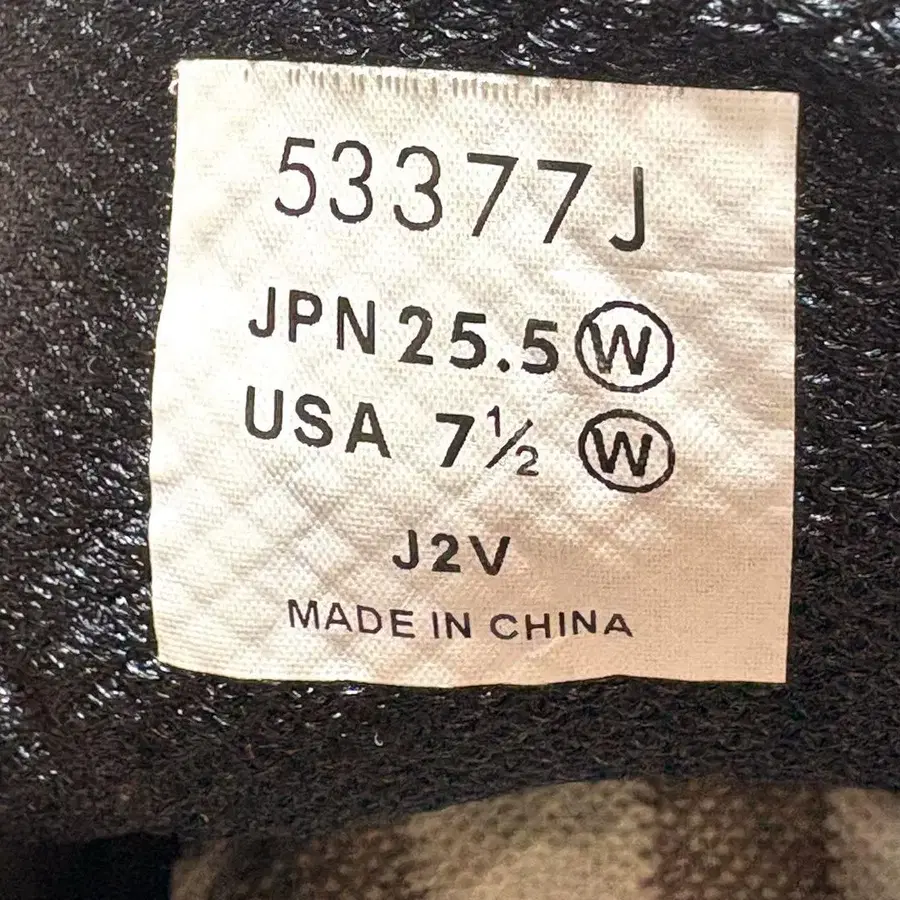 53377J
JPN 25.5 Ⓦ
USA 7½ Ⓦ
J2V
MADE IN CHINA